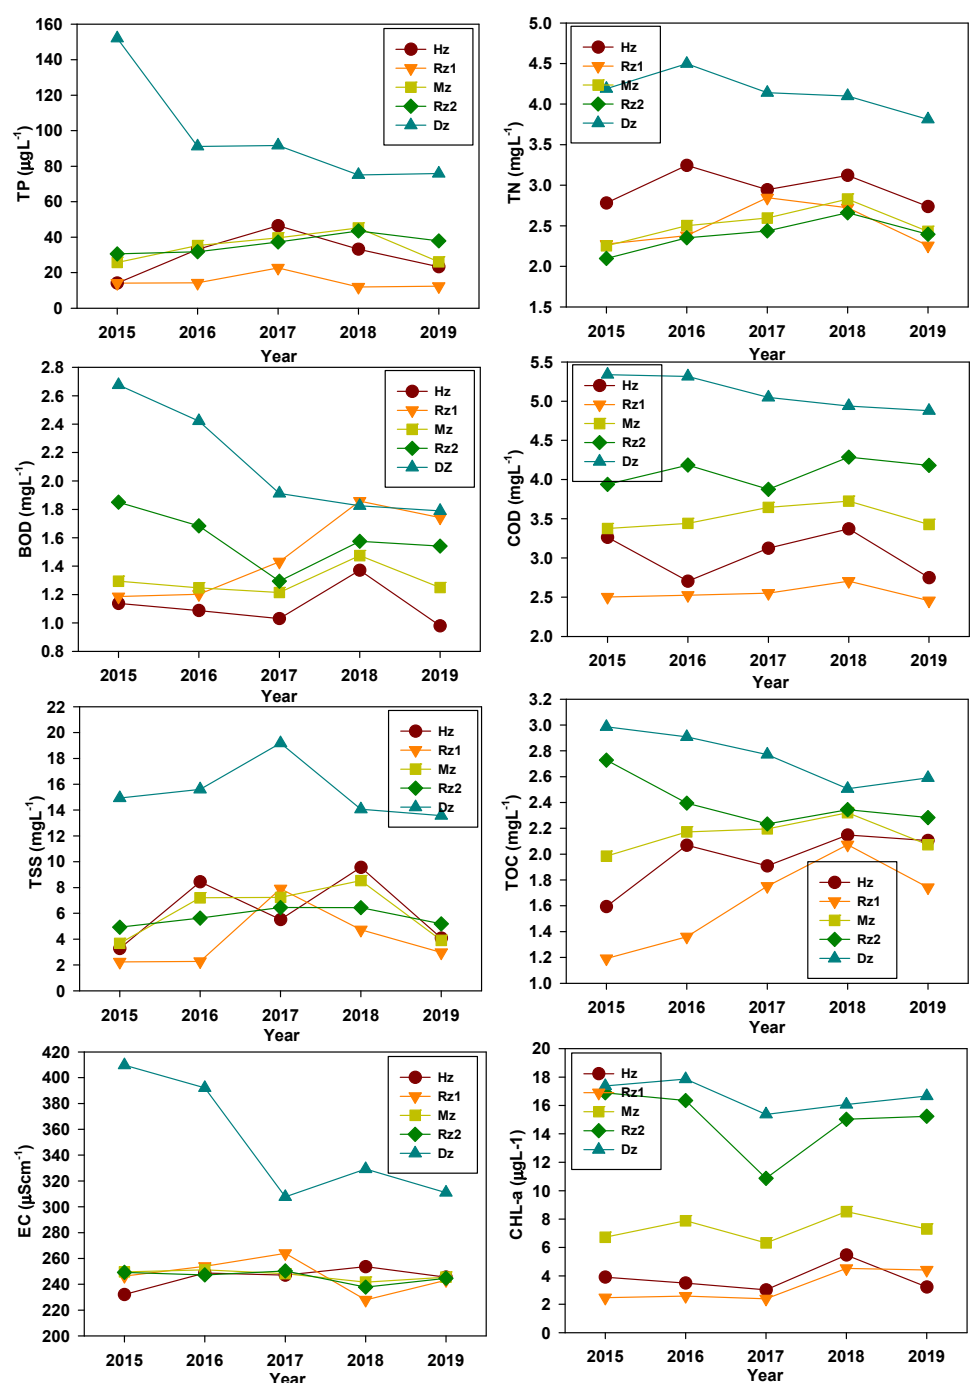 TP (µgL-1)
160
140
120
100
80
60
40
20
0
Hz
Rz1
Mz
Rz2
Dz
2015 2016 2017 2018 2019
Year
TN (mgL-1)
5.0
4.5
4.0
3.5
3.0
2.5
2.0
1.5
Hz
Rz1
Mz
Rz2
Dz
2015 2016 2017 2018 2019
Year
BOD (mgL-1)
2.8
2.6
2.4
2.2
2.0
1.8
1.6
1.4
1.2
1.0
0.8
Hz
Rz1
Mz
Rz2
DZ
2015 2016 2017 2018 2019
Year
COD (mgL-1)
5.5
5.0
4.5
4.0
3.5
3.0
2.5
2.0
Hz
Rz1
Mz
Rz2
Dz
2015 2016 2017 2018 2019
Year
TSS (mgL-1)
22
20
18
16
14
12
10
8
6
4
2
0
Hz
Rz1
Mz
Rz2
Dz
2015 2016 2017 2018 2019
Year
TOC (mgL-1)
3.2
3.0
2.8
2.6
2.4
2.2
2.0
1.8
1.6
1.4
1.2
1.0
Hz
Rz1
Mz
Rz2
Dz
2015 2016 2017 2018 2019
Year
EC (µScm-1)
420
400
380
360
340
320
300
280
260
240
220
200
Hz
Rz1
Mz
Rz2
Dz
2015 2016 2017 2018 2019
Year
CHL-a (µgL-1)
20
18
16
14
12
10
8
6
4
2
0
Hz
Rz1
Mz
Rz2
Dz
2015 2016 2017 2018 2019
Year